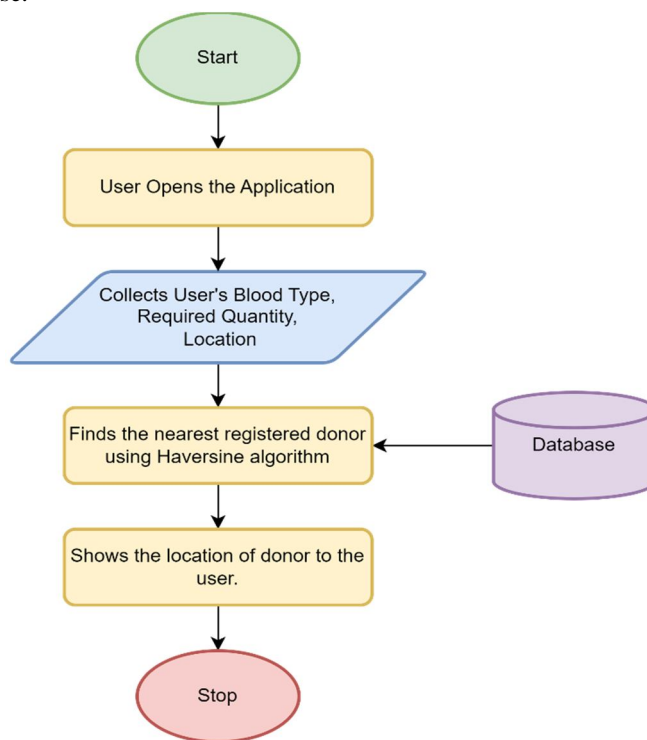 Start
User Opens the Application
Collects User's Blood Type,
Required Quantity,
Location
Finds the nearest registered donor
using Haversine algorithm
Database
Shows the location of donor to the
user.
Stop